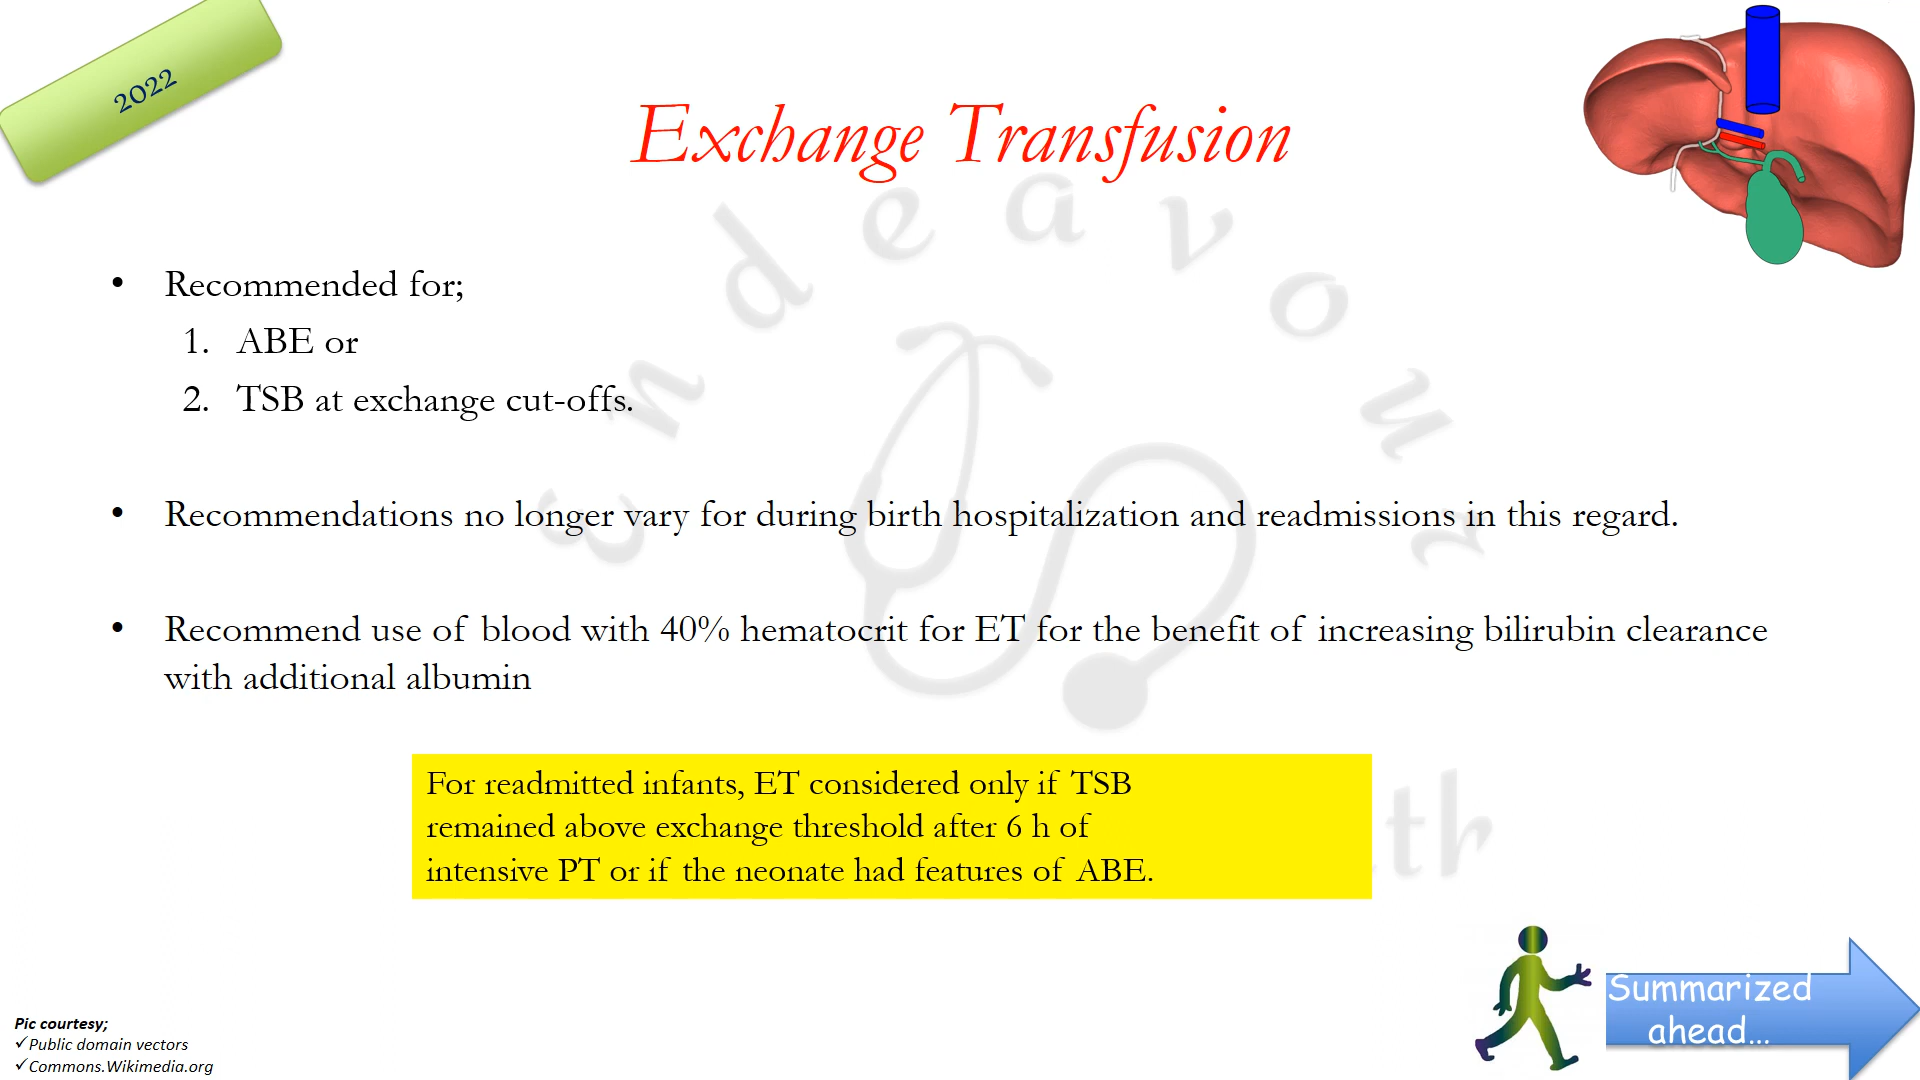 2022
Exchange Transfusion
• Recommended for;
1. ABE or
2. TSB at exchange cut-offs.
• Recommendations no longer vary for during birth hospitalization and readmissions in this regard.
• Recommend use of blood with 40% hematocrit for ET for the benefit of increasing bilirubin clearance
with additional albumin
For readmitted infants, ET considered only if TSB
remained above exchange threshold after 6 h of
intensive PT or if the neonate had features of ABE.
Endeavour
th
Summarized
ahead...
Pic courtesy;
✓Public domain vectors
✓Commons.Wikimedia.org